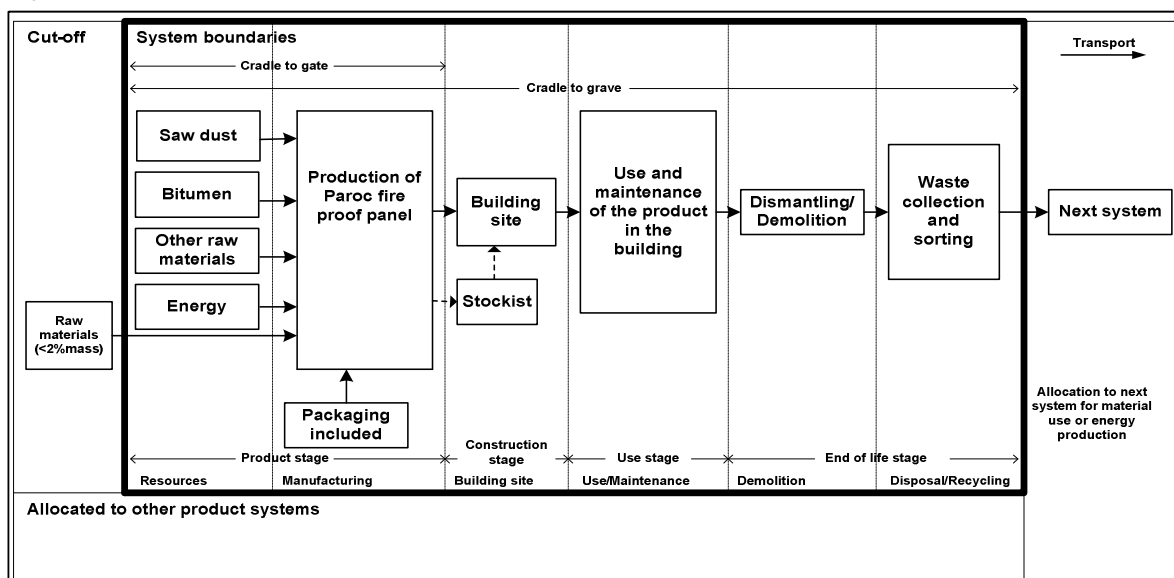 Cut-off
System boundaries
Transport
Cradle to gate
Cradle to grave
Saw dust
Bitumen
Other raw
materials
Energy
Raw
materials
(<2%mass)
Production of
Paroc fire
proof panel
Packaging
included
Building
site
Stockist
Use and
maintenance
of the product
in the
building
Dismantling/
Demolition
Waste
collection
and
sorting
Next system
Allocation to next
system for material
use or energy
production
Product stage
Construction
stage
Use stage
End of life stage
Resources
Manufacturing
Building site
Use/Maintenance
Demolition
Disposal/Recycling
Allocated to other product systems